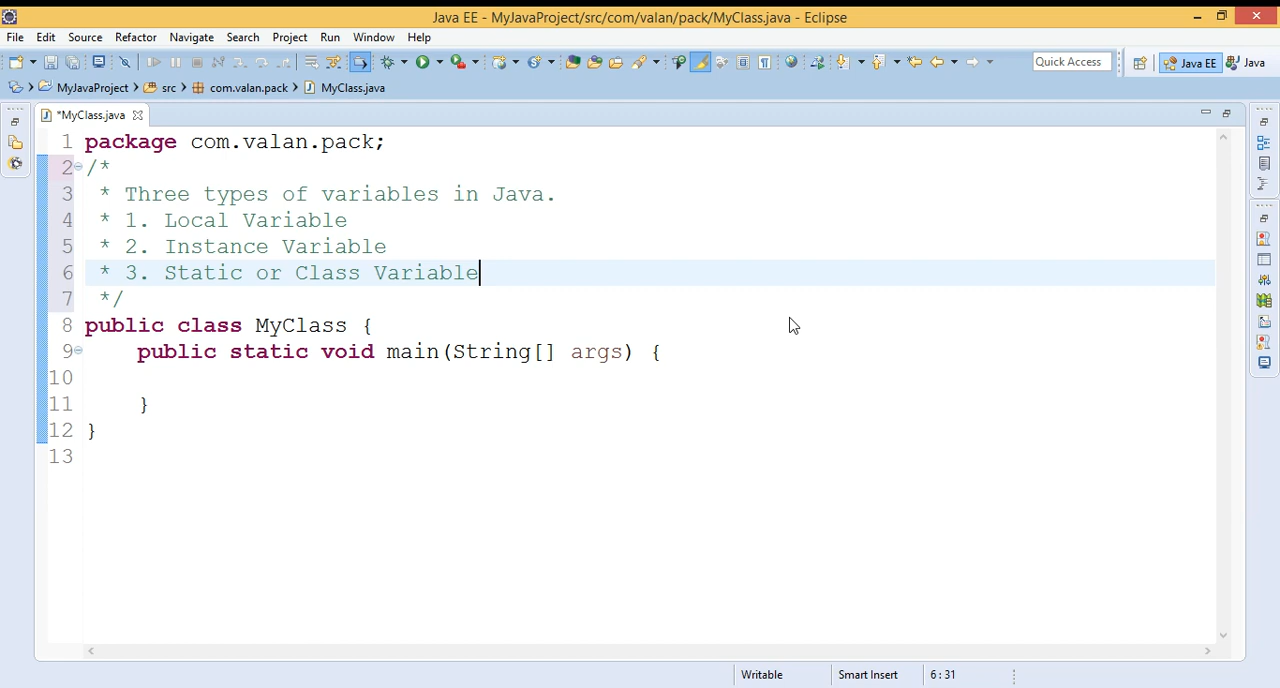 Java EE - MyJavaProject/src/com/valan/pack/MyClass.java - Eclipse
File Edit Source Refactor Navigate Search Project Run Window Help
Quick Access Java EE Java
MyJavaProject src com.valan.pack MyClass.java
*MyClass.java
1 package com.valan.pack;
2 /*
3 * Three types of variables in Java.
4 * 1. Local Variable
5 * 2. Instance Variable
6 * 3. Static or Class Variable
7 */
8 public class MyClass {
9 public static void main(String[] args) {
10
11 }
12 }
13
Writable Smart Insert 6:31